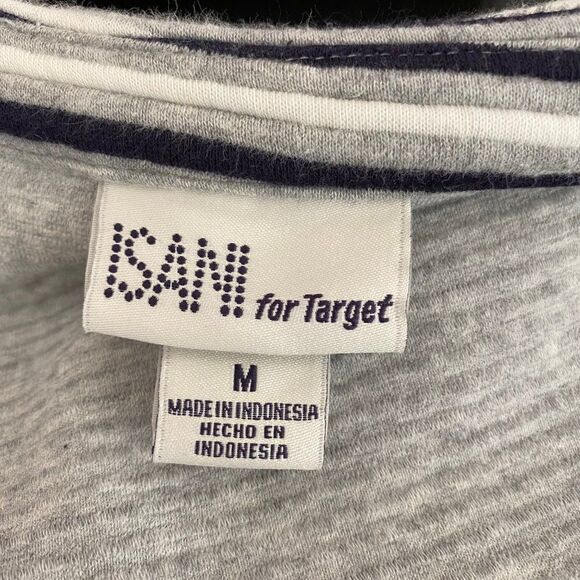 ISANI
for Target
M
MADE IN INDONESIA
HECHO EN
INDONESIA